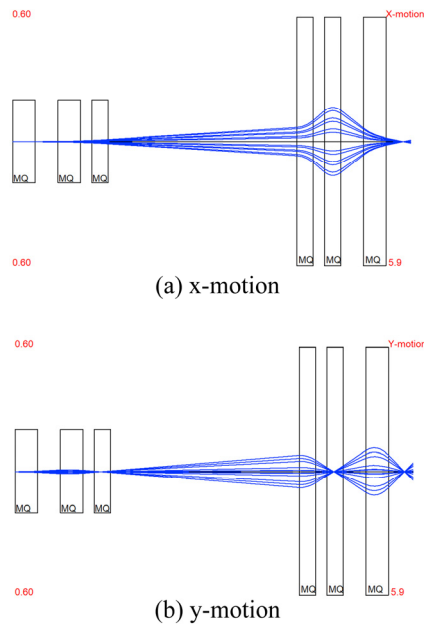 0.60 X-motion
MQ MQ MQ MQ MQ MQ
0.60 5.9
(a) x-motion
0.60 Y-motion
MQ MQ MQ MQ MQ MQ
0.60 5.9
(b) y-motion